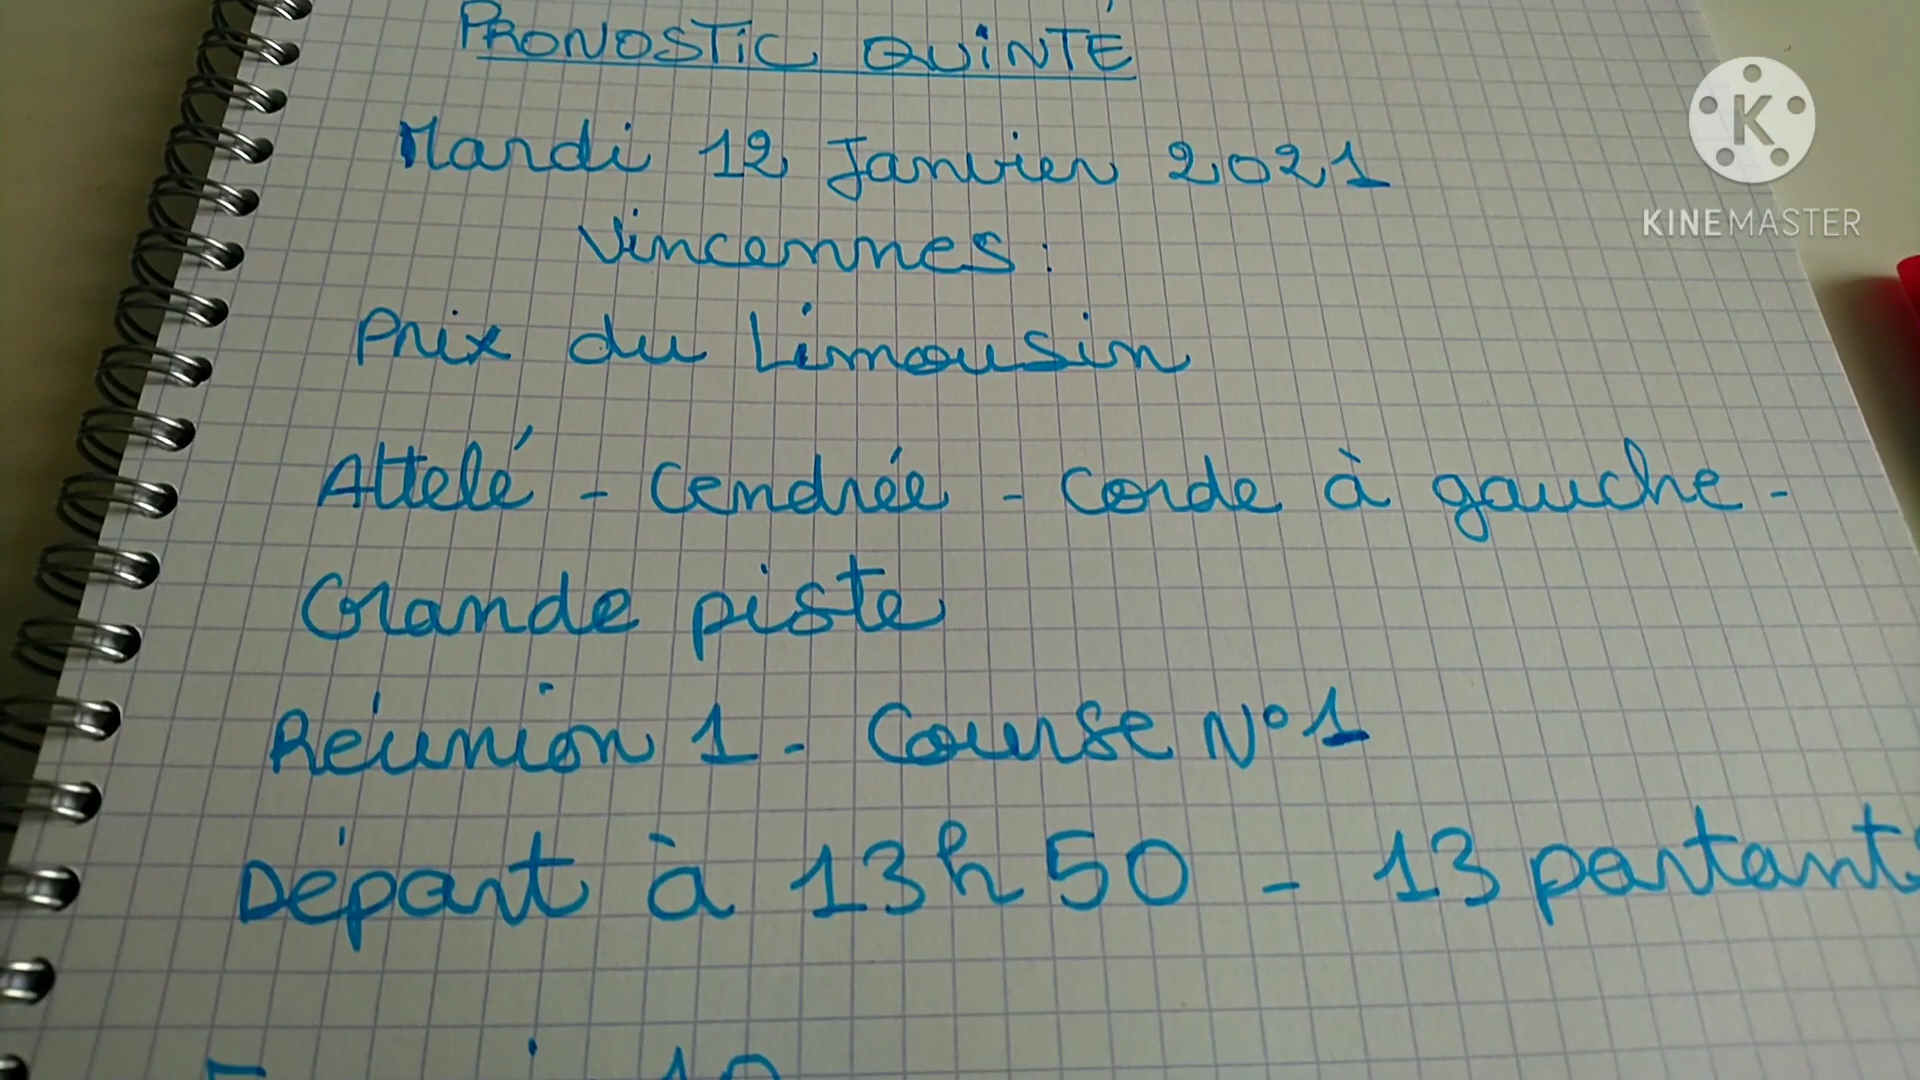 PRONOSTIC QUINTÉ
Mardi 12 Janvier 2021
Vincennes:
Prix du Limousin
Attelé - Cendrée - Corde à gauche -
Grande piste
Réunion 1 - Course N°1
Départ à 13h50 - 13 partants
K
KINEMASTER